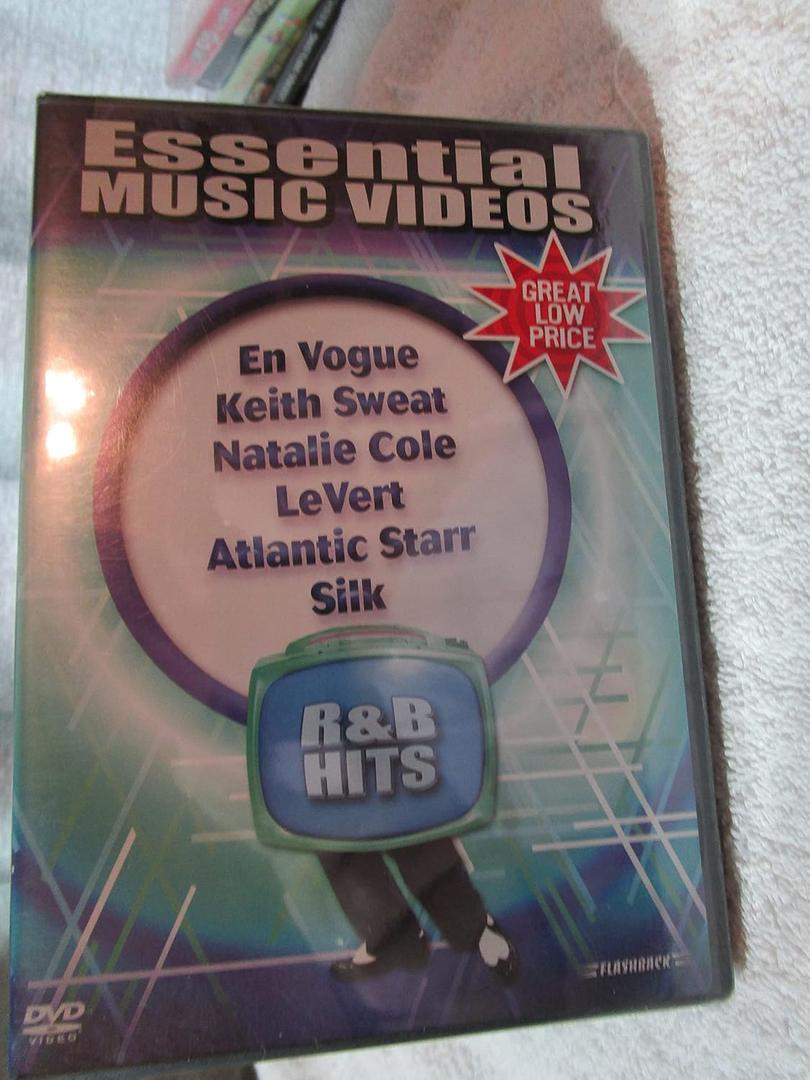 Essential
MUSIC VIDEOS
GREAT
LOW
PRICE
En Vogue
Keith Sweat
Natalie Cole
LeVert
Atlantic Starr
Silk
R&B
HITS
FLASHBACK
DVD
VIDEO